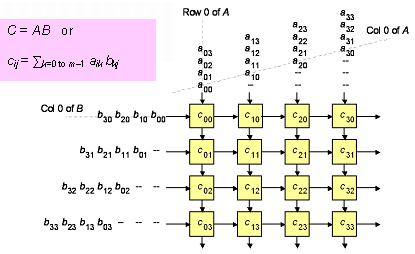 C = AB or
cij = ∑k=0 to m−1 aik bkj
Row 0 of A
Col 0 of A
a33
a23 a32
a13 a22 a31
a03 a12 a21 a30
a02 a11 a20 --
a01 a10 -- --
a00 -- -- --
Col 0 of B
b30 b20 b10 b00 c00 c10 c20 c30
b31 b21 b11 b01 -- c01 c11 c21 c31
b32 b22 b12 b02 -- -- c02 c12 c22 c32
b33 b23 b13 b03 -- -- -- c03 c13 c23 c33